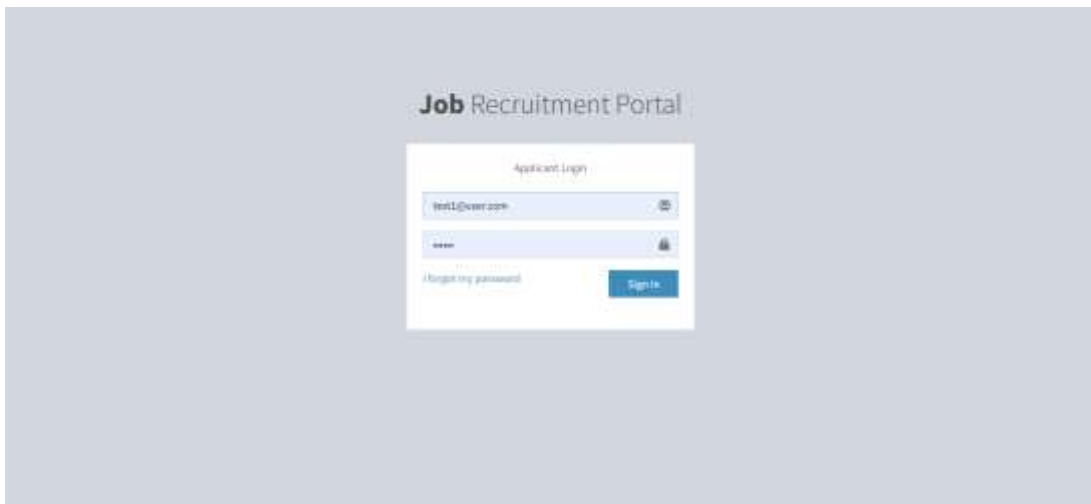 Job Recruitment Portal
Applicant Login
test1@user.com
I forgot my password
Sign In